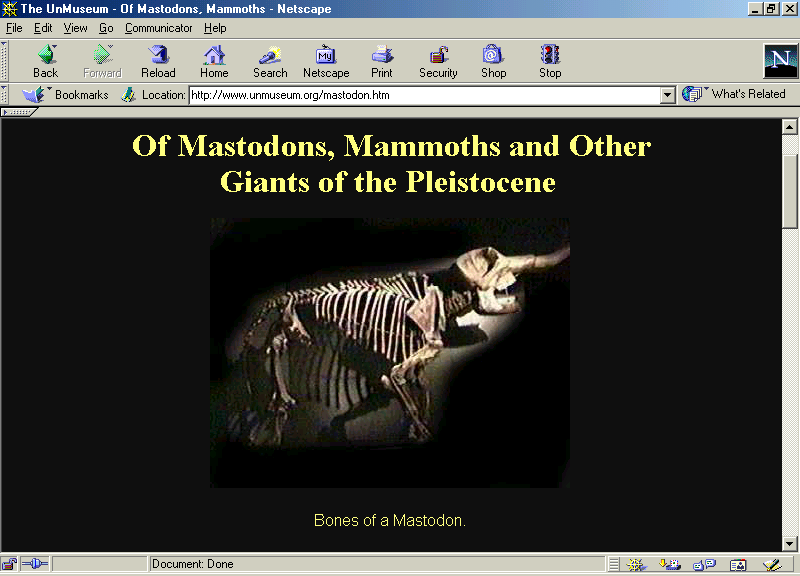 The UnMuseum - Of Mastodons, Mammoths - Netscape
File Edit View Go Communicator Help
My
Back Forward Reload Home Search Netscape Print Security Shop Stop
N
Bookmarks Location: http://www.unmuseum.org/mastodon.htm What's Related
Of Mastodons, Mammoths and Other
Giants of the Pleistocene
Bones of a Mastodon.
Document: Done